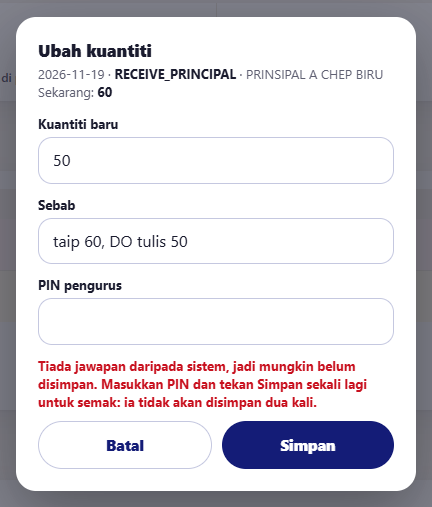 di
Ubah kuantiti
2026-11-19 · RECEIVE_PRINCIPAL · PRINSIPAL A CHEP BIRU
Sekarang: 60
Kuantiti baru
50
Sebab
taip 60, DO tulis 50
PIN pengurus
Tiada jawapan daripada sistem, jadi mungkin belum
disimpan. Masukkan PIN dan tekan Simpan sekali lagi
untuk semak: ia tidak akan disimpan dua kali.
Batal Simpan